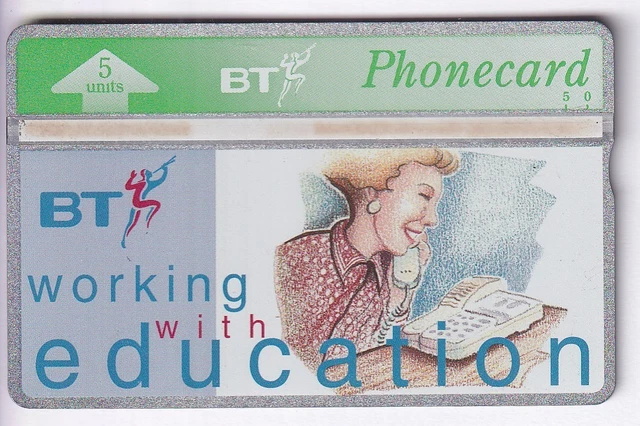 5
units
BT
Phonecard
5 0
BT
working
with
education